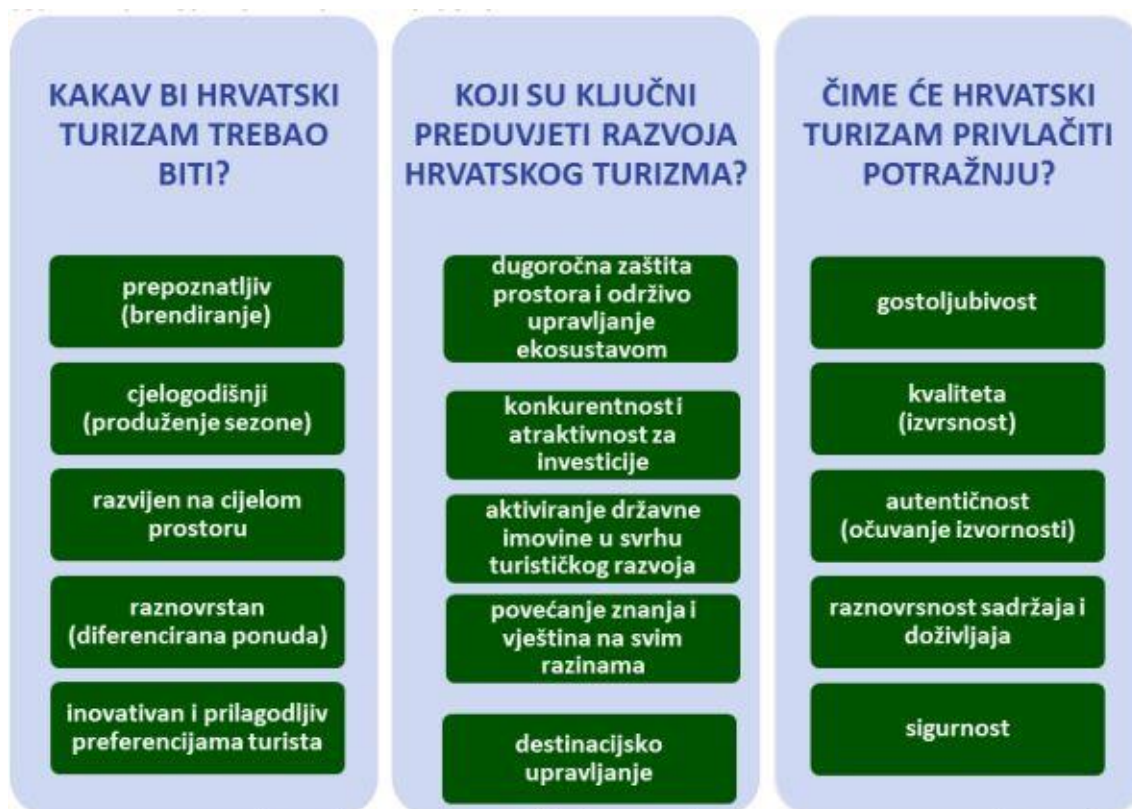 KAKAV BI HRVATSKI
TURIZAM TREBAO
BITI?
prepoznatljiv
(brendiranje)
cjelogodišnji
(produženje sezone)
razvijen na cijelom
prostoru
raznovrstan
(diferencirana ponuda)
inovativan i prilagodljiv
preferencijama turista
KOJI SU KLJUČNI
PREDUVJETI RAZVOJA
HRVATSKOG TURIZMA?
dugoročna zaštita
prostora i održivo
upravljanje
ekosustavom
konkurentnost i
atraktivnost za
investicije
aktiviranje državne
imovine u svrhu
turističkog razvoja
povećanje znanja i
vještina na svim
razinama
destinacijsko
upravljanje
ČIME ĆE HRVATSKI
TURIZAM PRIVLAČITI
POTRAŽNJU?
gostoljubivost
kvaliteta
(izvrsnost)
autentičnost
(očuvanje izvornosti)
raznovrsnost sadržaja i
doživljaja
sigurnost